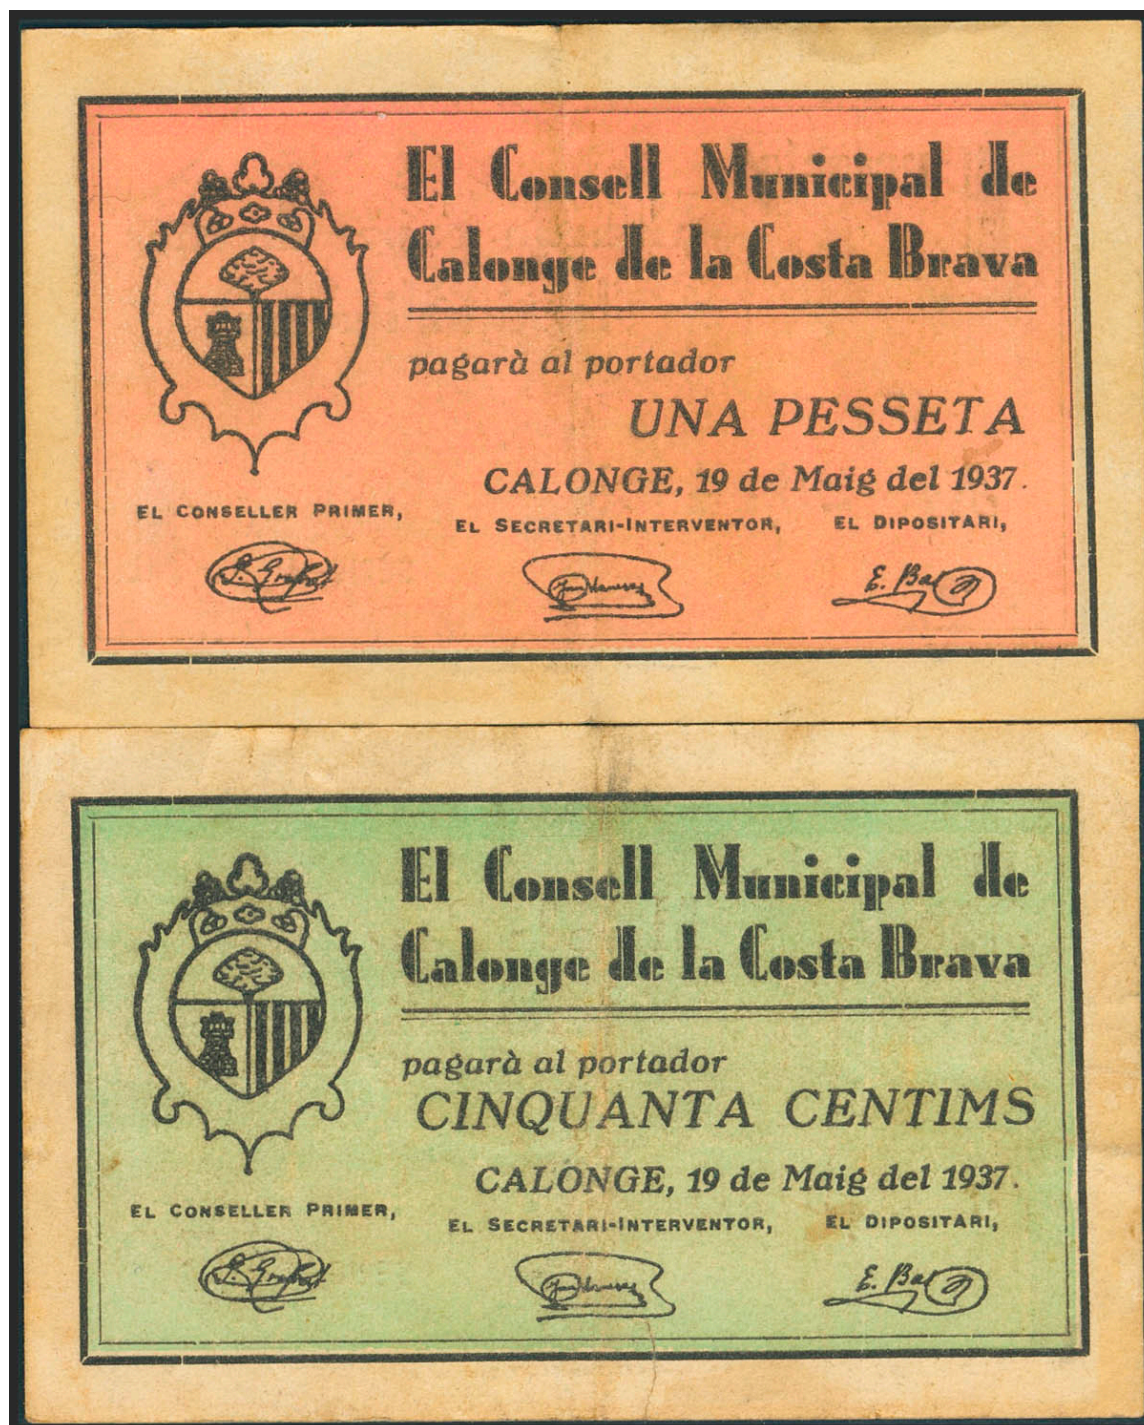 El Consell Municipal de
Calonge de la Costa Brava
pagarà al portador
UNA PESSETA
CALONGE, 19 de Maig del 1937.
EL CONSELLER PRIMER,
EL SECRETARI-INTERVENTOR,
EL DIPOSITARI,
E. Ba
El Consell Municipal de
Calonge de la Costa Brava
pagarà al portador
CINQUANTA CENTIMS
CALONGE, 19 de Maig del 1937.
EL CONSELLER PRIMER,
EL SECRETARI-INTERVENTOR,
EL DIPOSITARI,
E. Ba